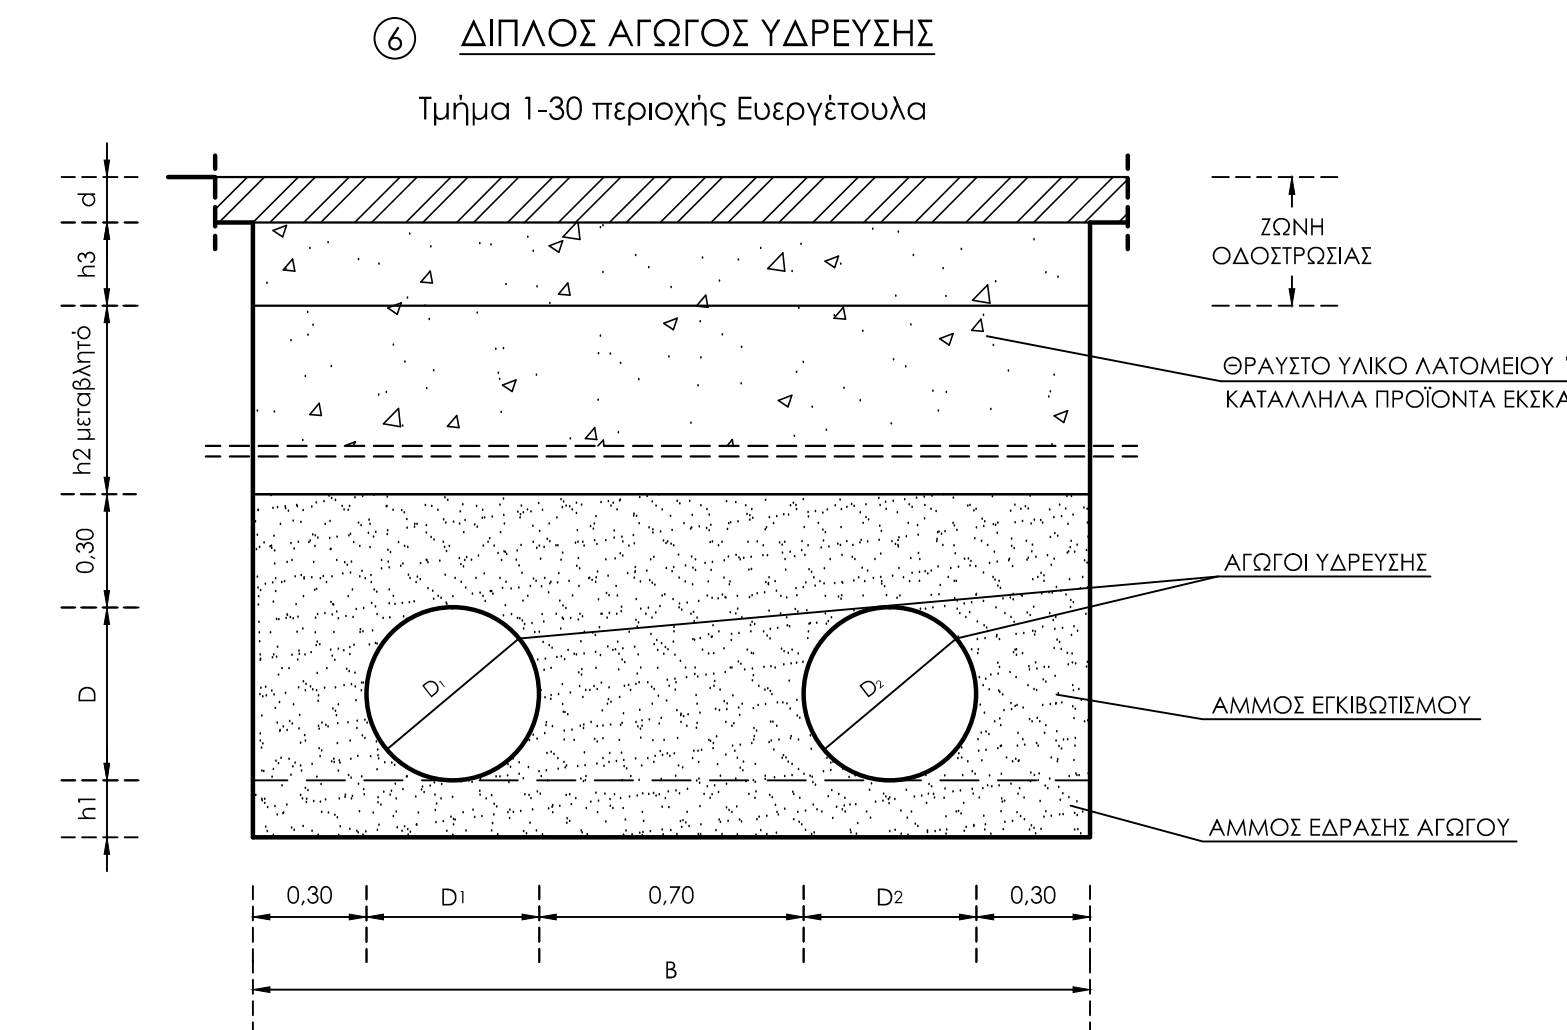 6 ΔΙΠΛΟΣ ΑΓΩΓΟΣ ΥΔΡΕΥΣΗΣ
Τμήμα 1-30 περιοχής Ευεργέτουλα
d
h3
h2 μεταβλητό
0,30
D
h1
ΖΩΝΗ
ΟΔΟΣΤΡΩΣΙΑΣ
ΘΡΑΥΣΤΟ ΥΛΙΚΟ ΛΑΤΟΜΕΙΟΥ
ΚΑΤΑΛΛΗΛΑ ΠΡΟΪΟΝΤΑ ΕΚΣΚΑ
ΑΓΩΓΟΙ ΥΔΡΕΥΣΗΣ
D1
D2
ΑΜΜΟΣ ΕΓΚΙΒΩΤΙΣΜΟΥ
ΑΜΜΟΣ ΕΔΡΑΣΗΣ ΑΓΩΓΟΥ
0,30 D1 0,70 D2 0,30
B